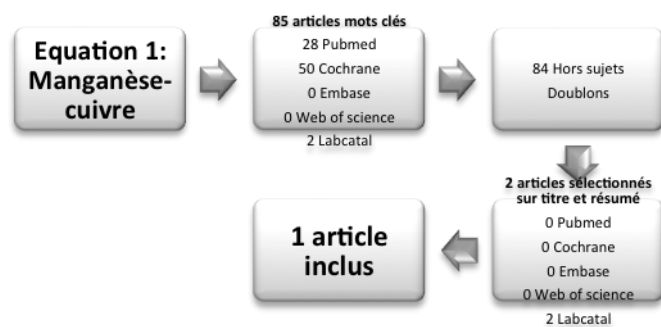 Equation 1:
Manganèse-
cuivre
85 articles mots clés
28 Pubmed
50 Cochrane
0 Embase
0 Web of science
2 Labcatal
84 Hors sujets
Doublons
2 articles sélectionnés
sur titre et résumé
0 Pubmed
0 Cochrane
0 Embase
0 Web of science
2 Labcatal
1 article
inclus